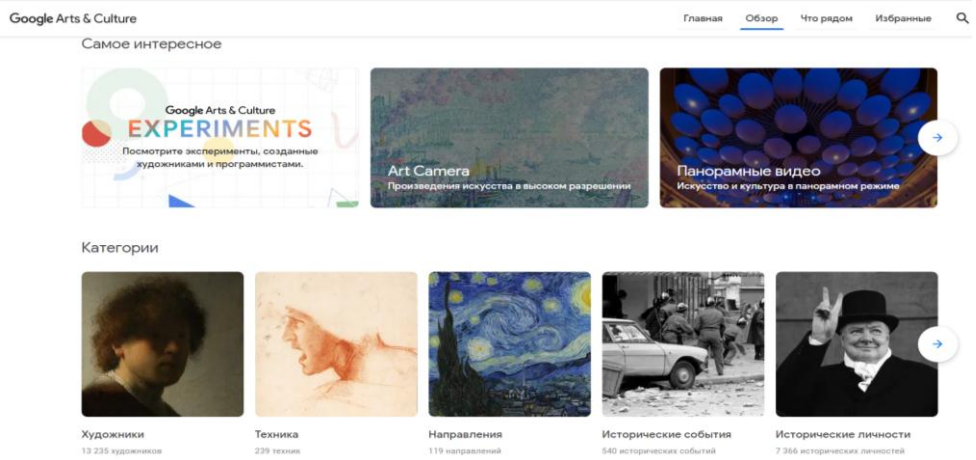 Google Arts & Culture
Главная Обзор Что рядом Избранные
Самое интересное
Google Arts & Culture
EXPERIMENTS
Посмотрите эксперименты, созданные
художниками и программистами.
Art Camera
Произведения искусства в высоком разрешении
Панорамные видео
Искусство и культура в панорамном режиме
Категории
Художники
13 235 художников
Техника
239 техник
Направления
119 направлений
Исторические события
540 исторических событий
Исторические личности
7 366 исторических личностей